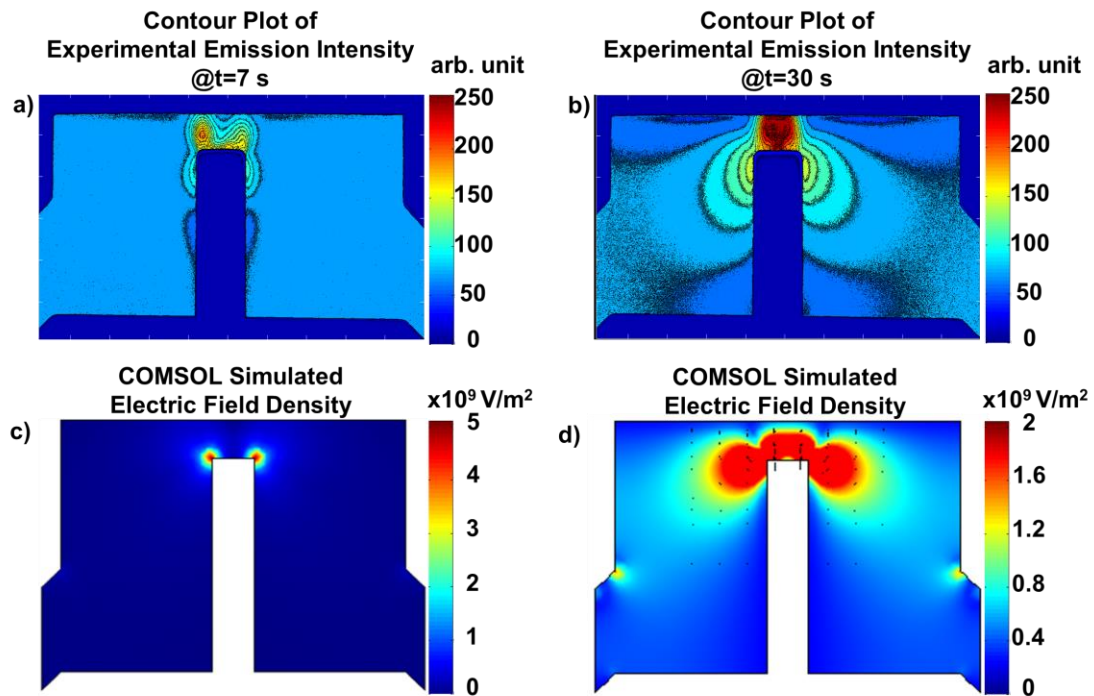 Contour Plot of
Experimental Emission Intensity
@t=7 s
arb. unit
a)
250
200
150
100
50
0
Contour Plot of
Experimental Emission Intensity
@t=30 s
arb. unit
b)
250
200
150
100
50
0
COMSOL Simulated
Electric Field Density
x10⁹ V/m²
c)
5
4
3
2
1
0
COMSOL Simulated
Electric Field Density
x10⁹ V/m²
d)
2
1.6
1.2
0.8
0.4
0